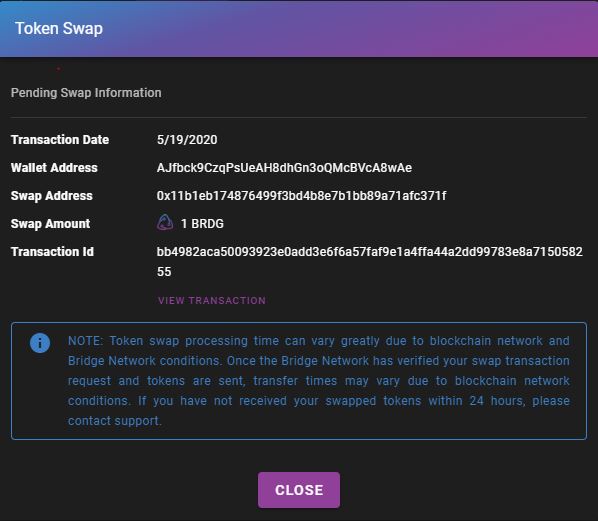 Token Swap
Pending Swap Information
Transaction Date 5/19/2020
Wallet Address AJfbck9CzqPsUeAH8dhGn3oQMcBVcA8wAe
Swap Address 0x11b1eb174876499f3bd4b8e7b1bb89a71afc371f
Swap Amount 1 BRDG
Transaction Id bb4982aca50093923e0add3e6f6a57faf9e1a4ffa44a2dd99783e8a7150582
55
VIEW TRANSACTION
NOTE: Token swap processing time can vary greatly due to blockchain network and
Bridge Network conditions. Once the Bridge Network has verified your swap transaction
request and tokens are sent, transfer times may vary due to blockchain network
conditions. If you have not received your swapped tokens within 24 hours, please
contact support.
CLOSE